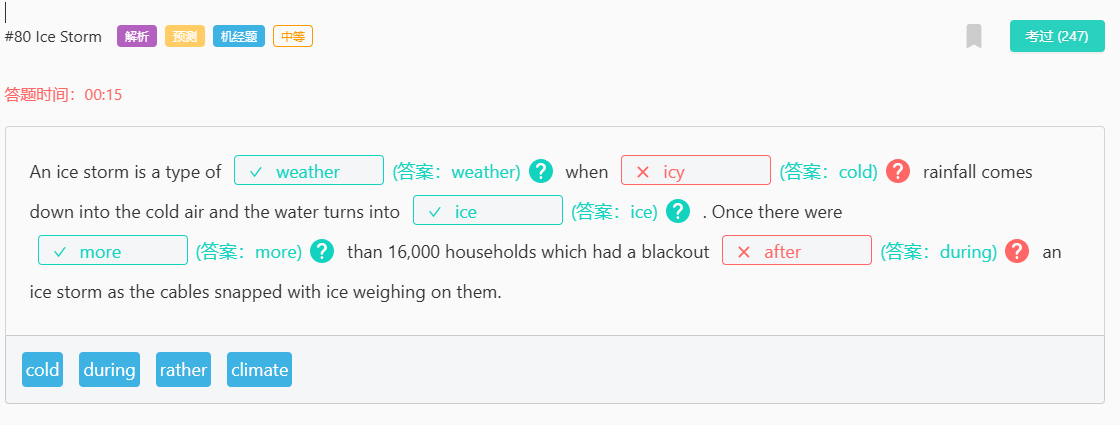 #80 Ice Storm 解析 预测 机经题 中等 考过 (247)
答题时间：00:15
An ice storm is a type of weather (答案：weather) ? when icy (答案：cold) ? rainfall comes
down into the cold air and the water turns into ice (答案：ice) ? . Once there were
more (答案：more) ? than 16,000 households which had a blackout after (答案：during) ? an
ice storm as the cables snapped with ice weighing on them.
cold during rather climate